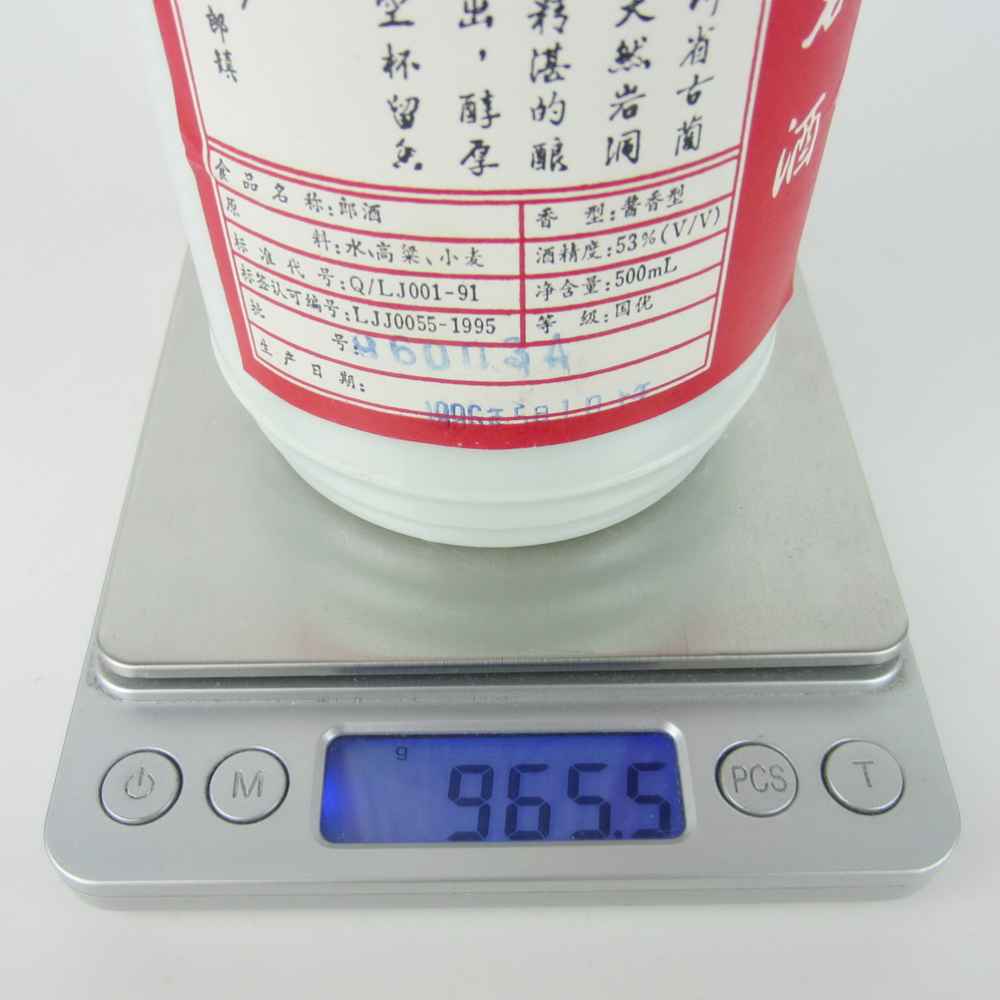 省古蔺
天然岩洞
精湛的酿
出，醇厚
空杯留
郎镇
酒
食品名称:郎酒
香型:酱香型
原料:水、高粱、小麦
酒精度:53%(V/V)
标准代号:Q/LJ001-91
净含量:500mL
标签认可编号:LJJ0055-1995
等级:国优
批号:
生产日期:
g
965.5
M
PCS
T